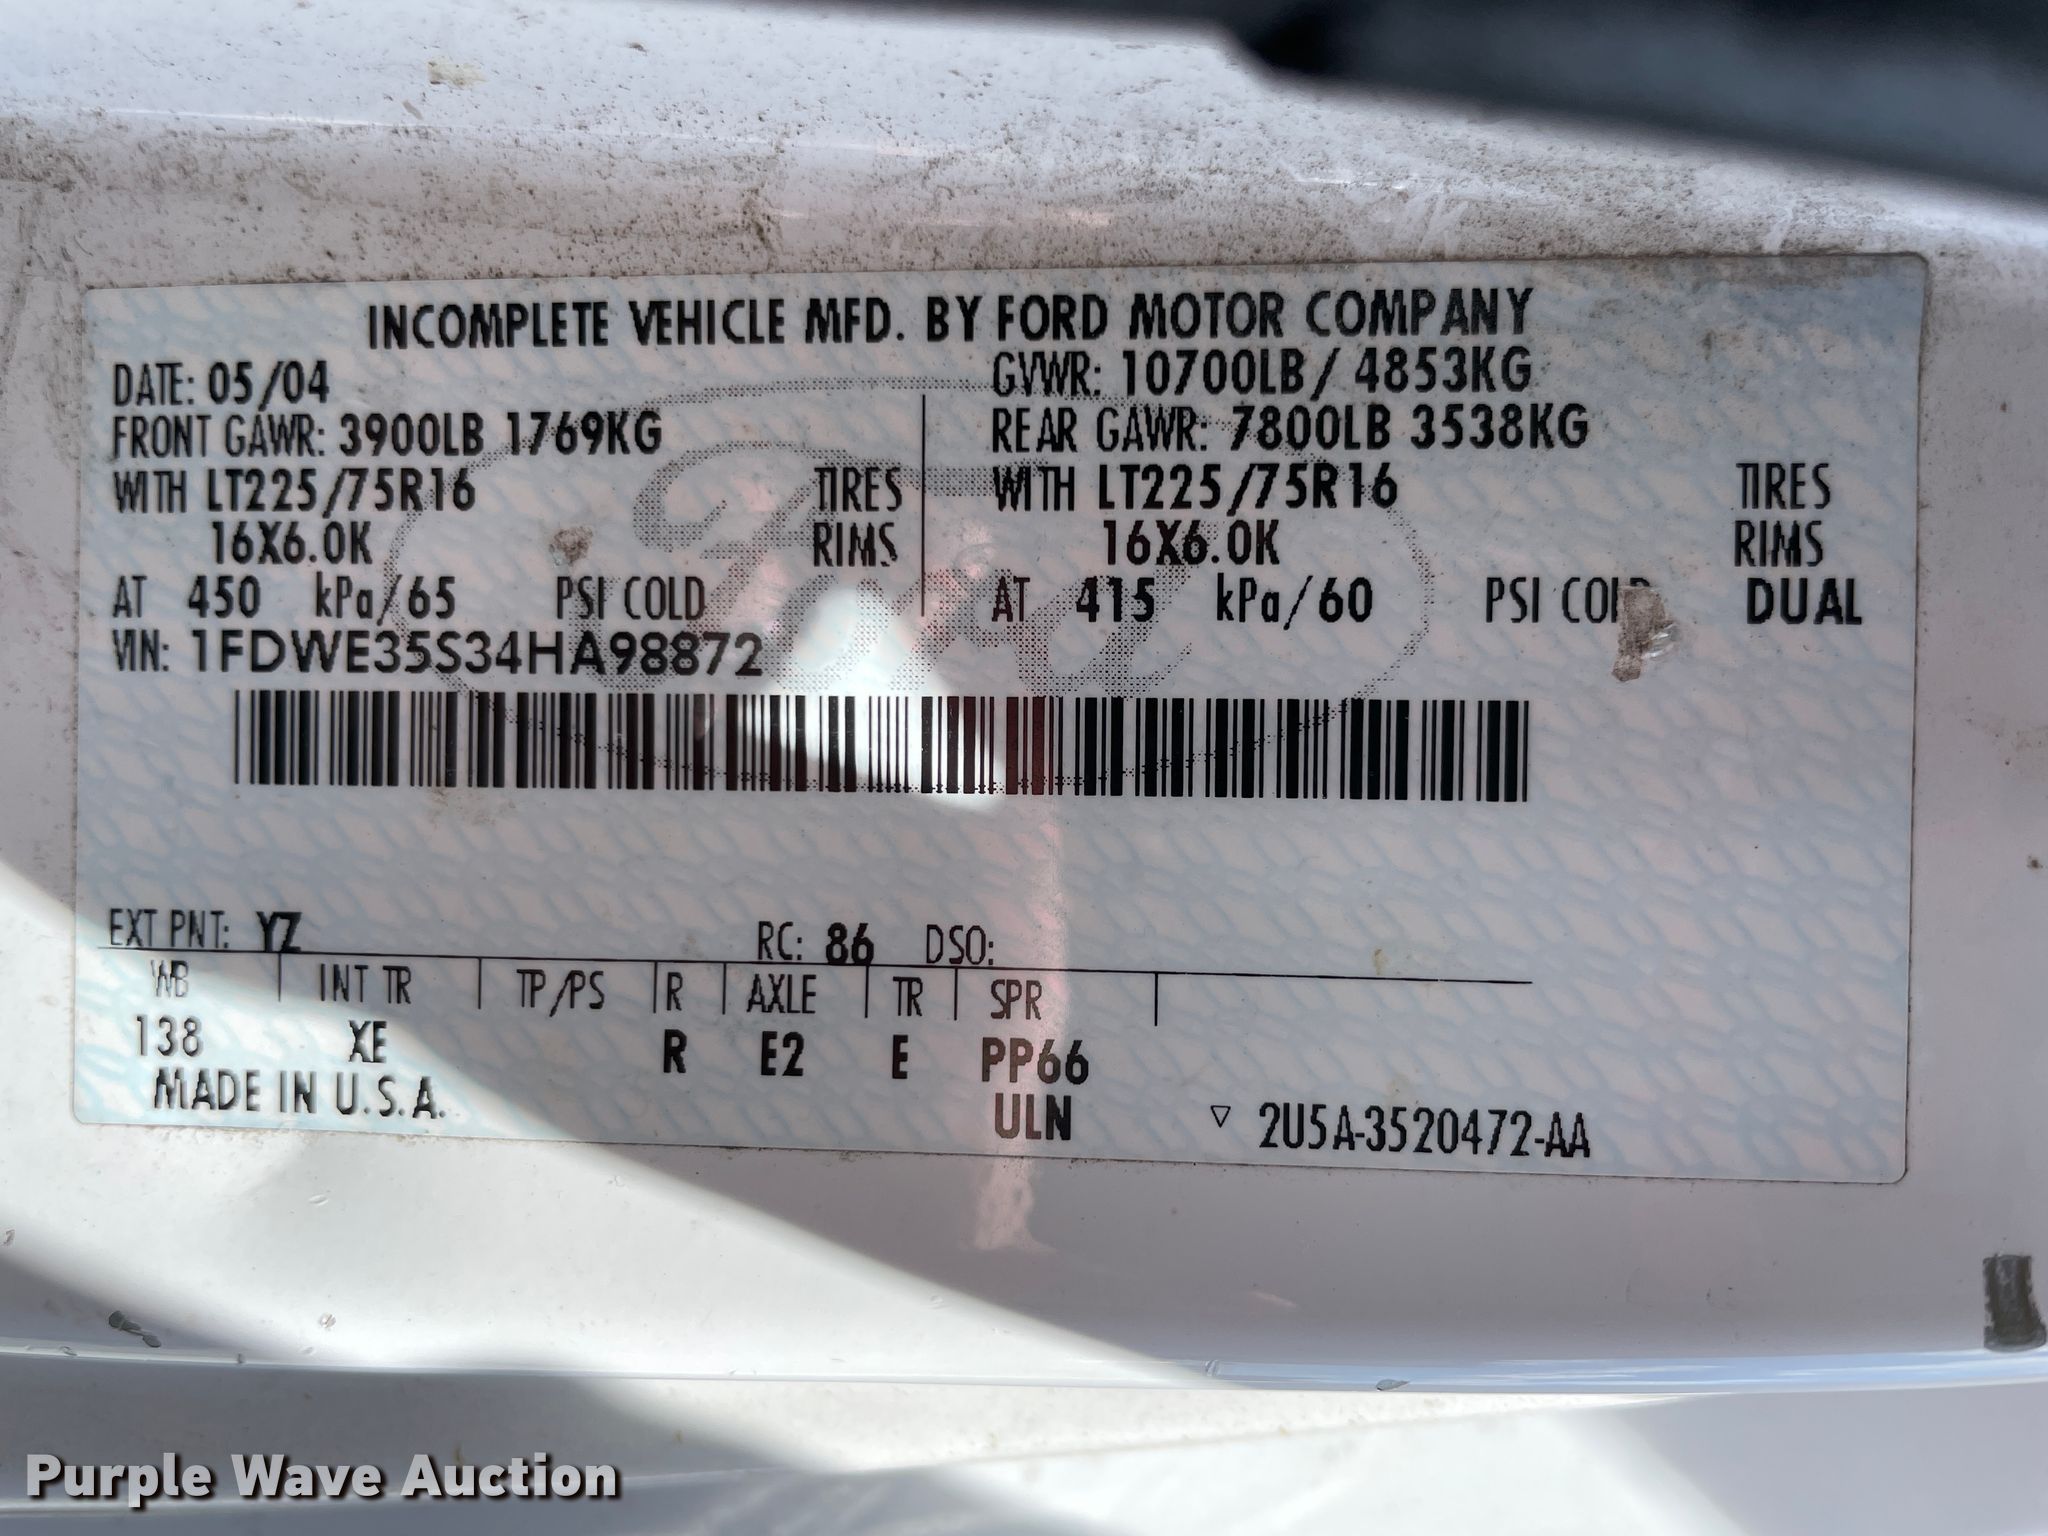 INCOMPLETE VEHICLE MFD. BY FORD MOTOR COMPANY
DATE: 05/04 GVWR: 10700LB/ 4853KG
FRONT GAWR: 3900LB 1769KG REAR GAWR: 7800LB 3538KG
WITH LT225/75R16 TIRES WITH LT225/75R16 TIRES
16X6.0K RIMS 16X6.0K RIMS
AT 450 kPa/65 PSI COLD AT 415 kPa/60 PSI COLD DUAL
VIN: 1FDWE35S34HA98872
Ford
EXT PNT: YZ RC: 86 DSO:
WB INT TR TP/PS R AXLE TR SPR
138 XE R E2 E PP66
MADE IN U.S.A. ULN ▽ 2U5A-3520472-AA
Purple Wave Auction